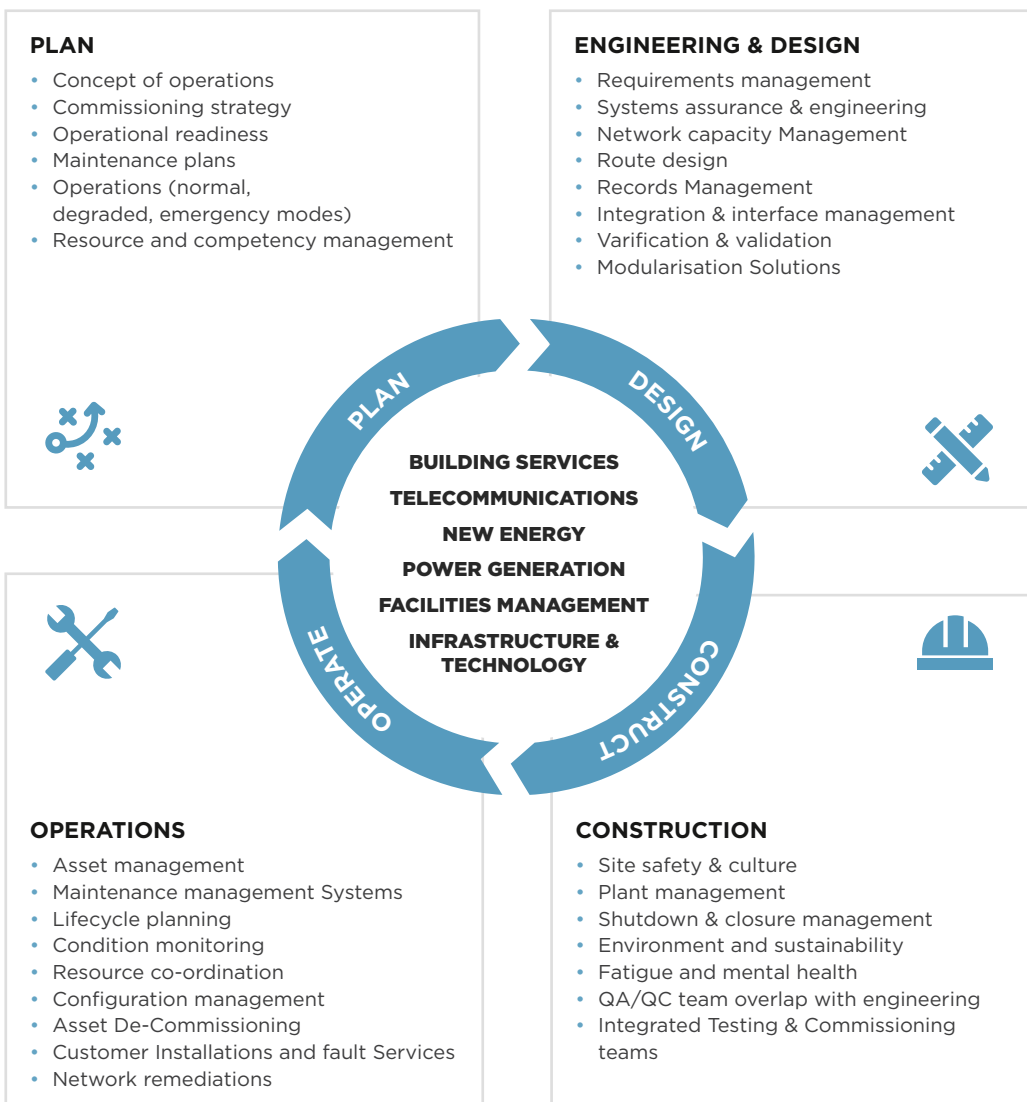 PLAN
• Concept of operations
• Commissioning strategy
• Operational readiness
• Maintenance plans
• Operations (normal,
degraded, emergency modes)
• Resource and competency management
ENGINEERING & DESIGN
• Requirements management
• Systems assurance & engineering
• Network capacity Management
• Route design
• Records Management
• Integration & interface management
• Varification & validation
• Modularisation Solutions
PLAN
DESIGN
CONSTRUCT
OPERATE
BUILDING SERVICES
TELECOMMUNICATIONS
NEW ENERGY
POWER GENERATION
FACILITIES MANAGEMENT
INFRASTRUCTURE &
TECHNOLOGY
OPERATIONS
• Asset management
• Maintenance management Systems
• Lifecycle planning
• Condition monitoring
• Resource co-ordination
• Configuration management
• Asset De-Commissioning
• Customer Installations and fault Services
• Network remediations
CONSTRUCTION
• Site safety & culture
• Plant management
• Shutdown & closure management
• Environment and sustainability
• Fatigue and mental health
• QA/QC team overlap with engineering
• Integrated Testing & Commissioning
teams